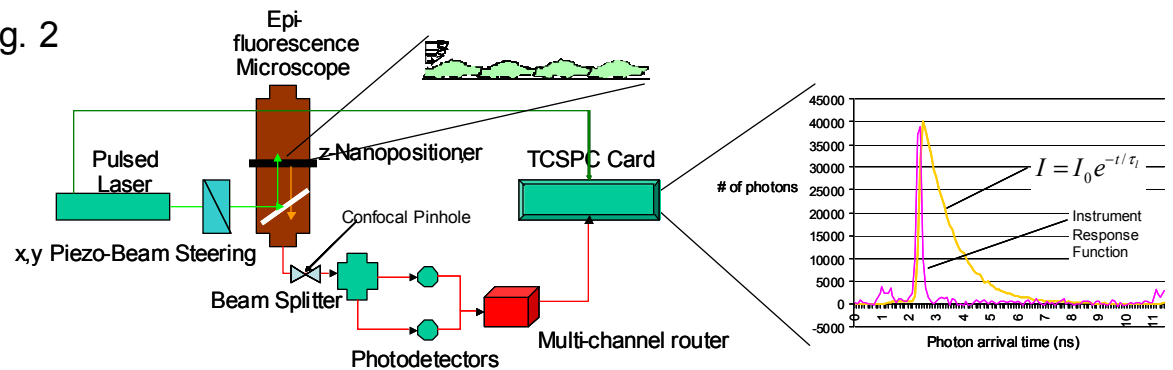 g. 2
Epi-
fluorescence
Microscope
Pulsed
Laser
z-Nanopositioner
x,y Piezo-Beam Steering
Confocal Pinhole
Beam Splitter
Photodetectors
Multi-channel router
TCSPC Card
# of photons
45000
40000
35000
30000
25000
20000
15000
10000
5000
0
-5000
I = I₀e^{-t/τ_l}
Instrument
Response
Function
0 1 2 3 4 5 6 7 8 9 10 11
Photon arrival time (ns)